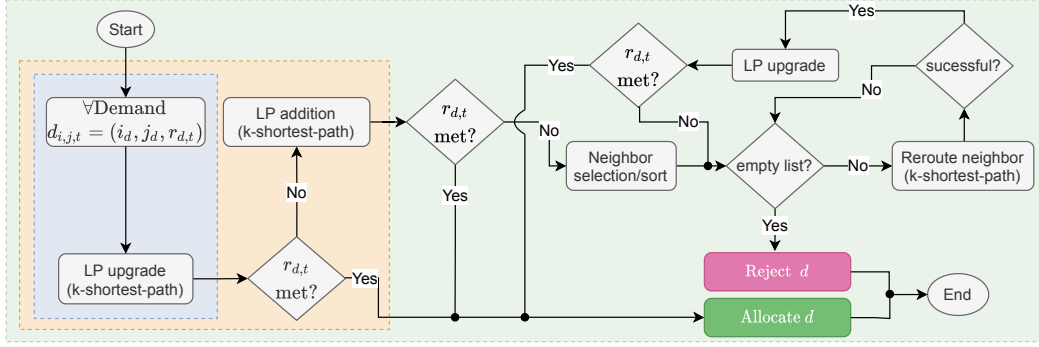 Start
∀Demand
d_{i,j,t} = (i_d, j_d, r_{d,t})
LP upgrade
(k-shortest-path)
r_{d,t}
met?
No
Yes
LP addition
(k-shortest-path)
r_{d,t}
met?
Yes
No
Neighbor
selection/sort
empty list?
No
Yes
Reroute neighbor
(k-shortest-path)
sucessful?
No
Yes
LP upgrade
r_{d,t}
met?
Yes
No
Reject d
Allocate d
End